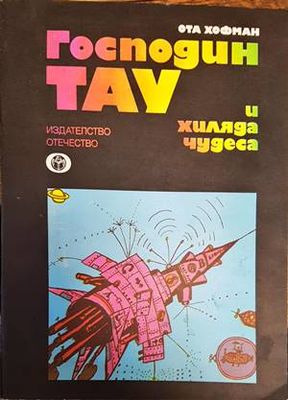 ОТА ХОФМАН
Господин
ТАУ
и
хиляда
чудеса
ИЗДАТЕЛСТВО
ОТЕЧЕСТВО